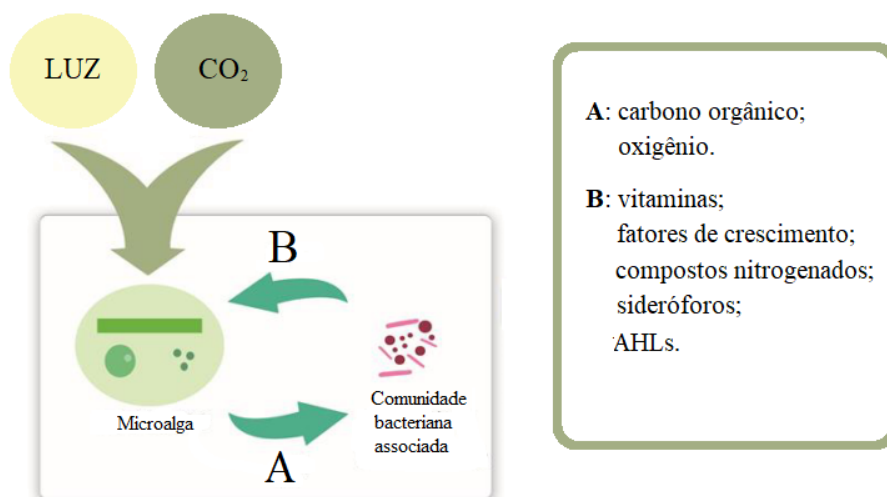 LUZ
CO₂
B
Microalga
A
Comunidade
bacteriana
associada
A: carbono orgânico;
oxigênio.
B: vitaminas;
fatores de crescimento;
compostos nitrogenados;
sideróforos;
AHLs.